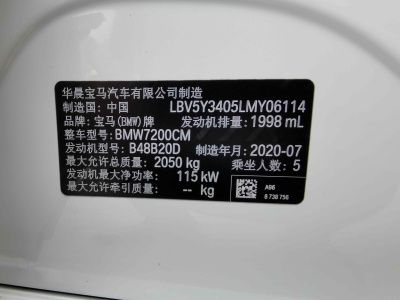 华晨宝马汽车有限公司制造
制造国：中国 LBV5Y3405LMY06114
品牌：宝马(BMW)牌 发动机排量：1998 mL
整车型号：BMW7200CM
发动机型号：B48B20D 制造年月：2020-07
最大允许总质量：2050 kg 乘坐人数：5
发动机最大净功率：115 kW
最大允许牵引质量：-- kg
A96
8 738 756